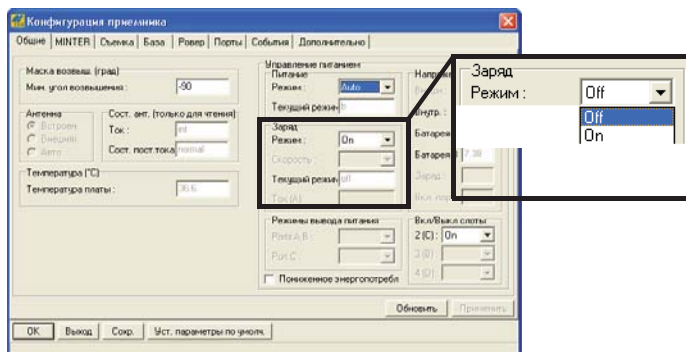 Конфигурация приемника
Общие MINTER Съемка База Ровер Порты События Дополнительно
Маска возвыш. (град)
Мин. угол возвышения: -90
Антенна
Встроен
Внешний
Авто
Сост. ант. (только для чтения)
Ток: int
Сост. пост.тока normal
Температура (°C)
Температура платы: 36.6
Управление питанием
Питание
Режим: Auto
Текущий режим b
Заряд
Режим: On
Скорость:
Текущий режим off
Ток (А)
Режимы вывода питания
Ports A,B:
Port C:
Пониженное энергопотребл
Внутр. :
Батарея
Батарея 7.38
Заряд:
Вкл/Выкл слоты
2 (C): On
3 (B):
4 (D):
Обновить Применить
OK Выход Сохр. Уст. параметры по умолч.
Заряд
Режим : Off
Off
On